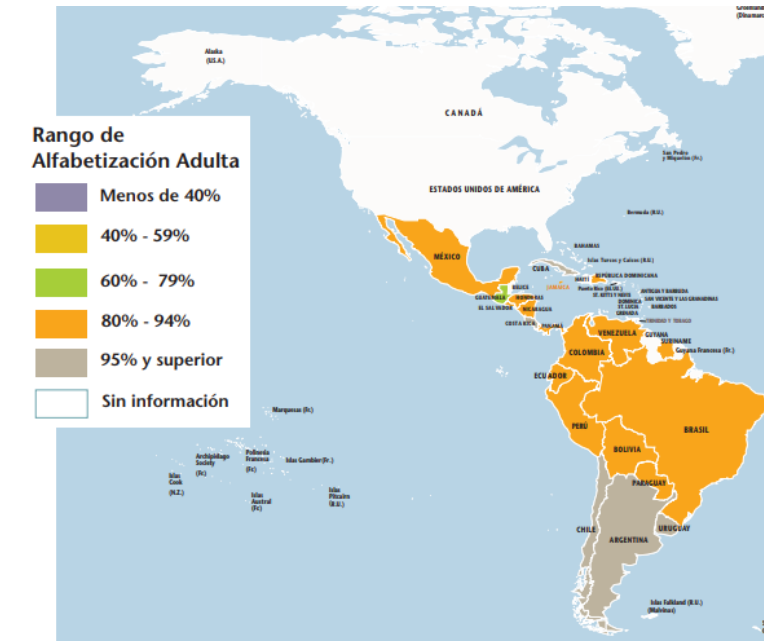 Groenlandia
(Dinamarca
Alaska
(U.S.A.)
CANADÁ
Rango de
Alfabetización Adulta
Menos de 40%
40% - 59%
60% - 79%
80% - 94%
95% y superior
Sin información
San Pedro
y Miquelón (Fr.)
ESTADOS UNIDOS DE AMÉRICA
Bermuda (R.U.)
BAHAMAS
MÉXICO
Islas Turcos y Caicos (R.U.)
CUBA
REPÚBLICA DOMINICANA
HAITÍ
BELICE
JAMAICA
Puerto Rico (EE.UU.)
ST. KITTS Y NEVIS
ANTIGUA Y BARBUDA
GUATEMALA
HONDURAS
DOMINICA
SAN VICENTE Y LAS GRANADINAS
ST. LUCIA
BARBADOS
EL SALVADOR
NICARAGUA
GRENADA
TRINIDAD Y TOBAGO
COSTA RICA
PANAMÁ
VENEZUELA
GUYANA
SURINAME
Guyana Francesa (Fr.)
COLOMBIA
ECUADOR
PERÚ
BRASIL
BOLIVIA
PARAGUAY
CHILE
URUGUAY
ARGENTINA
Marquesas (Fr.)
Archipiélago
Society
(Fr.)
Polinesia
Francesa
(Fr.)
Islas Gambier (Fr.)
Islas
Cook
(N.Z.)
Islas
Austral
(Fr.)
Islas
Pitcairn
(R.U.)
Islas Falkland (R.U.)
(Malvinas)